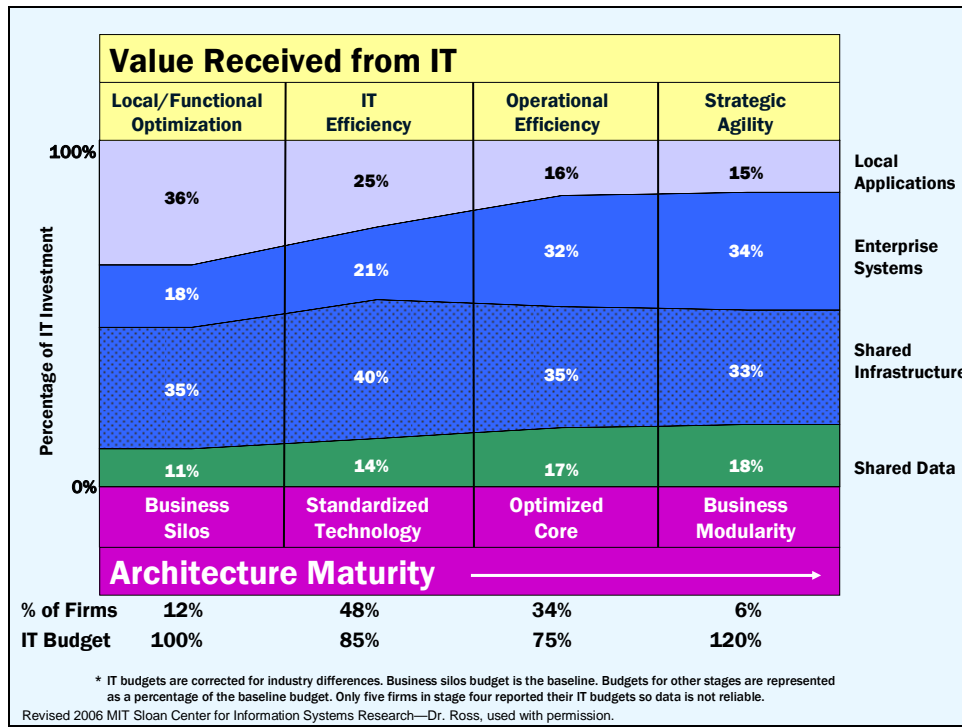 Value Received from IT
Local/Functional Optimization
IT Efficiency
Operational Efficiency
Strategic Agility
100%
Percentage of IT Investment
0%
36%
25%
16%
15%
Local Applications
18%
21%
32%
34%
Enterprise Systems
35%
40%
35%
33%
Shared Infrastructure
11%
14%
17%
18%
Shared Data
Business Silos
Standardized Technology
Optimized Core
Business Modularity
Architecture Maturity
% of Firms 12% 48% 34% 6%
IT Budget 100% 85% 75% 120%
* IT budgets are corrected for industry differences. Business silos budget is the baseline. Budgets for other stages are represented
as a percentage of the baseline budget. Only five firms in stage four reported their IT budgets so data is not reliable.
Revised 2006 MIT Sloan Center for Information Systems Research—Dr. Ross, used with permission.